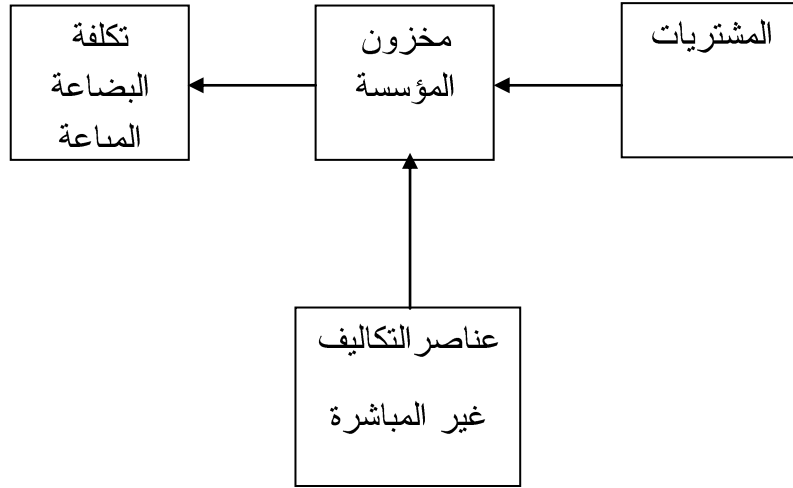 المشتريات
مخزون
المؤسسة
تكلفة
البضاعة
المباعة
عناصر التكاليف
غير المباشرة